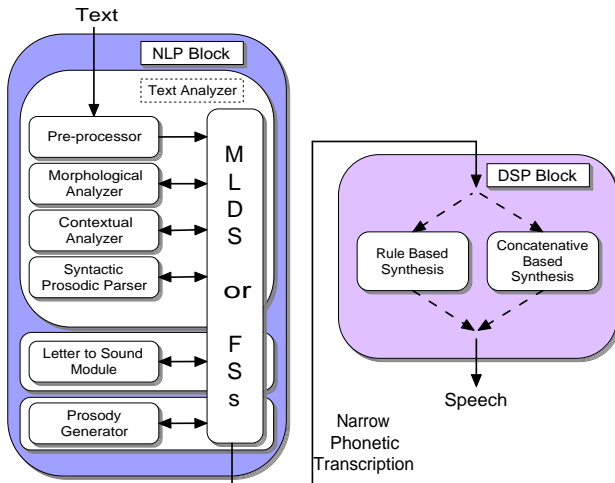 Text
NLP Block
Text Analyzer
Pre-processor
Morphological
Analyzer
Contextual
Analyzer
Syntactic
Prosodic Parser
Letter to Sound
Module
Prosody
Generator
M
L
D
S
or
F
S
s
Narrow
Phonetic
Transcription
DSP Block
Rule Based
Synthesis
Concatenative
Based
Synthesis
Speech